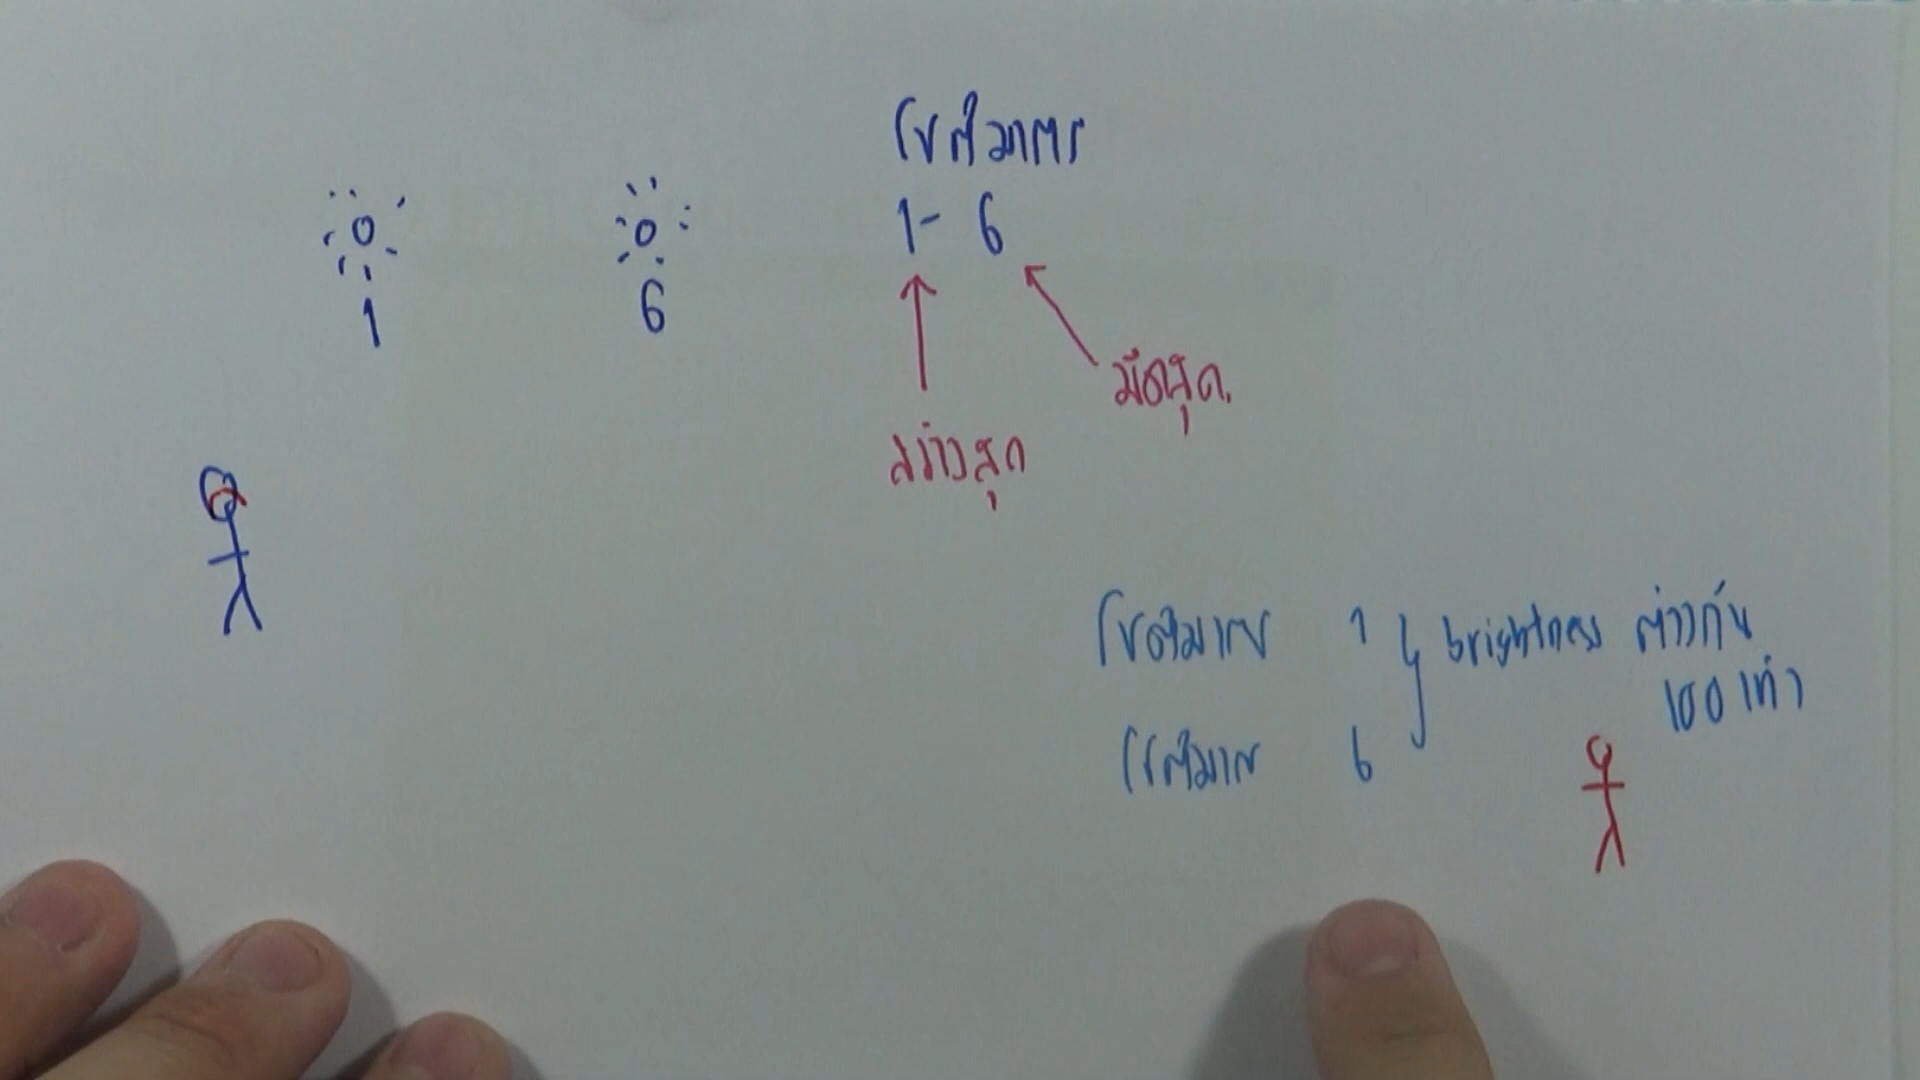 โชติมาตร
1- 6
1
6
มืดสุด.
สว่างสุด
โชติมาตร 1 } brightness ต่างกัน
100 เท่า
โชติมาตร 6